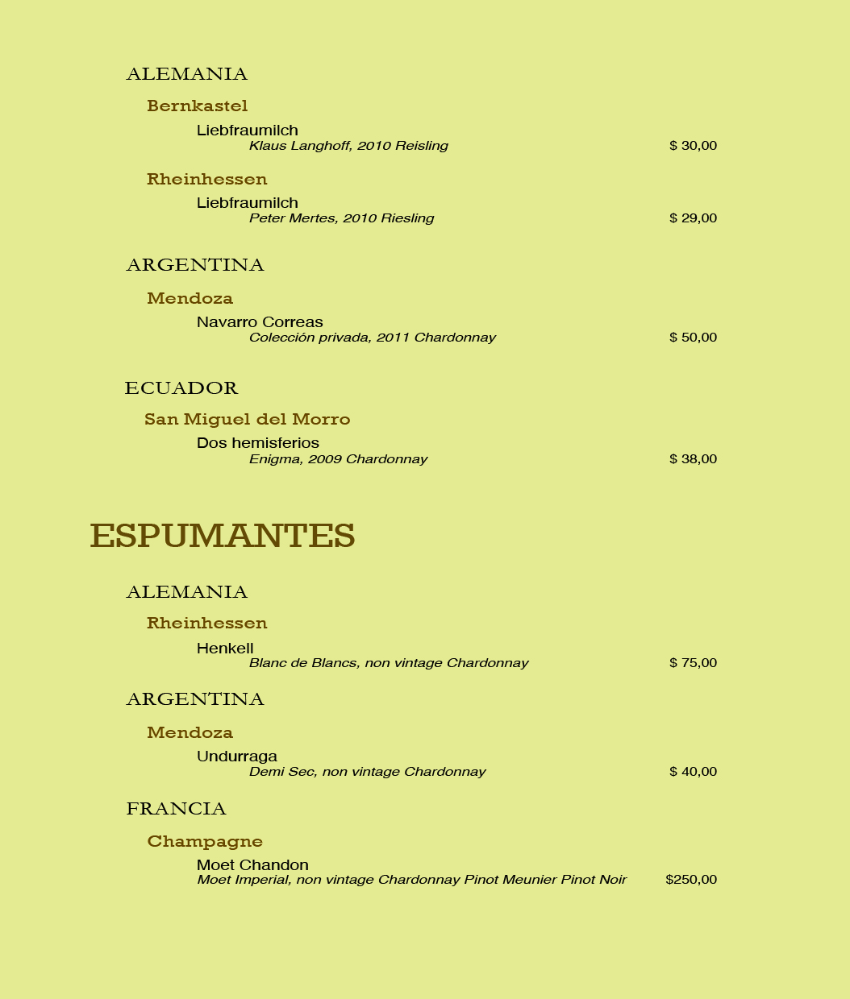 ALEMANIA
Bernkastel
Liebfraumilch
Klaus Langhoff, 2010 Reisling $ 30,00
Rheinhessen
Liebfraumilch
Peter Mertes, 2010 Riesling $ 29,00
ARGENTINA
Mendoza
Navarro Correas
Colección privada, 2011 Chardonnay $ 50,00
ECUADOR
San Miguel del Morro
Dos hemisferios
Enigma, 2009 Chardonnay $ 38,00
ESPUMANTES
ALEMANIA
Rheinhessen
Henkell
Blanc de Blancs, non vintage Chardonnay $ 75,00
ARGENTINA
Mendoza
Undurraga
Demi Sec, non vintage Chardonnay $ 40,00
FRANCIA
Champagne
Moet Chandon
Moet Imperial, non vintage Chardonnay Pinot Meunier Pinot Noir $250,00